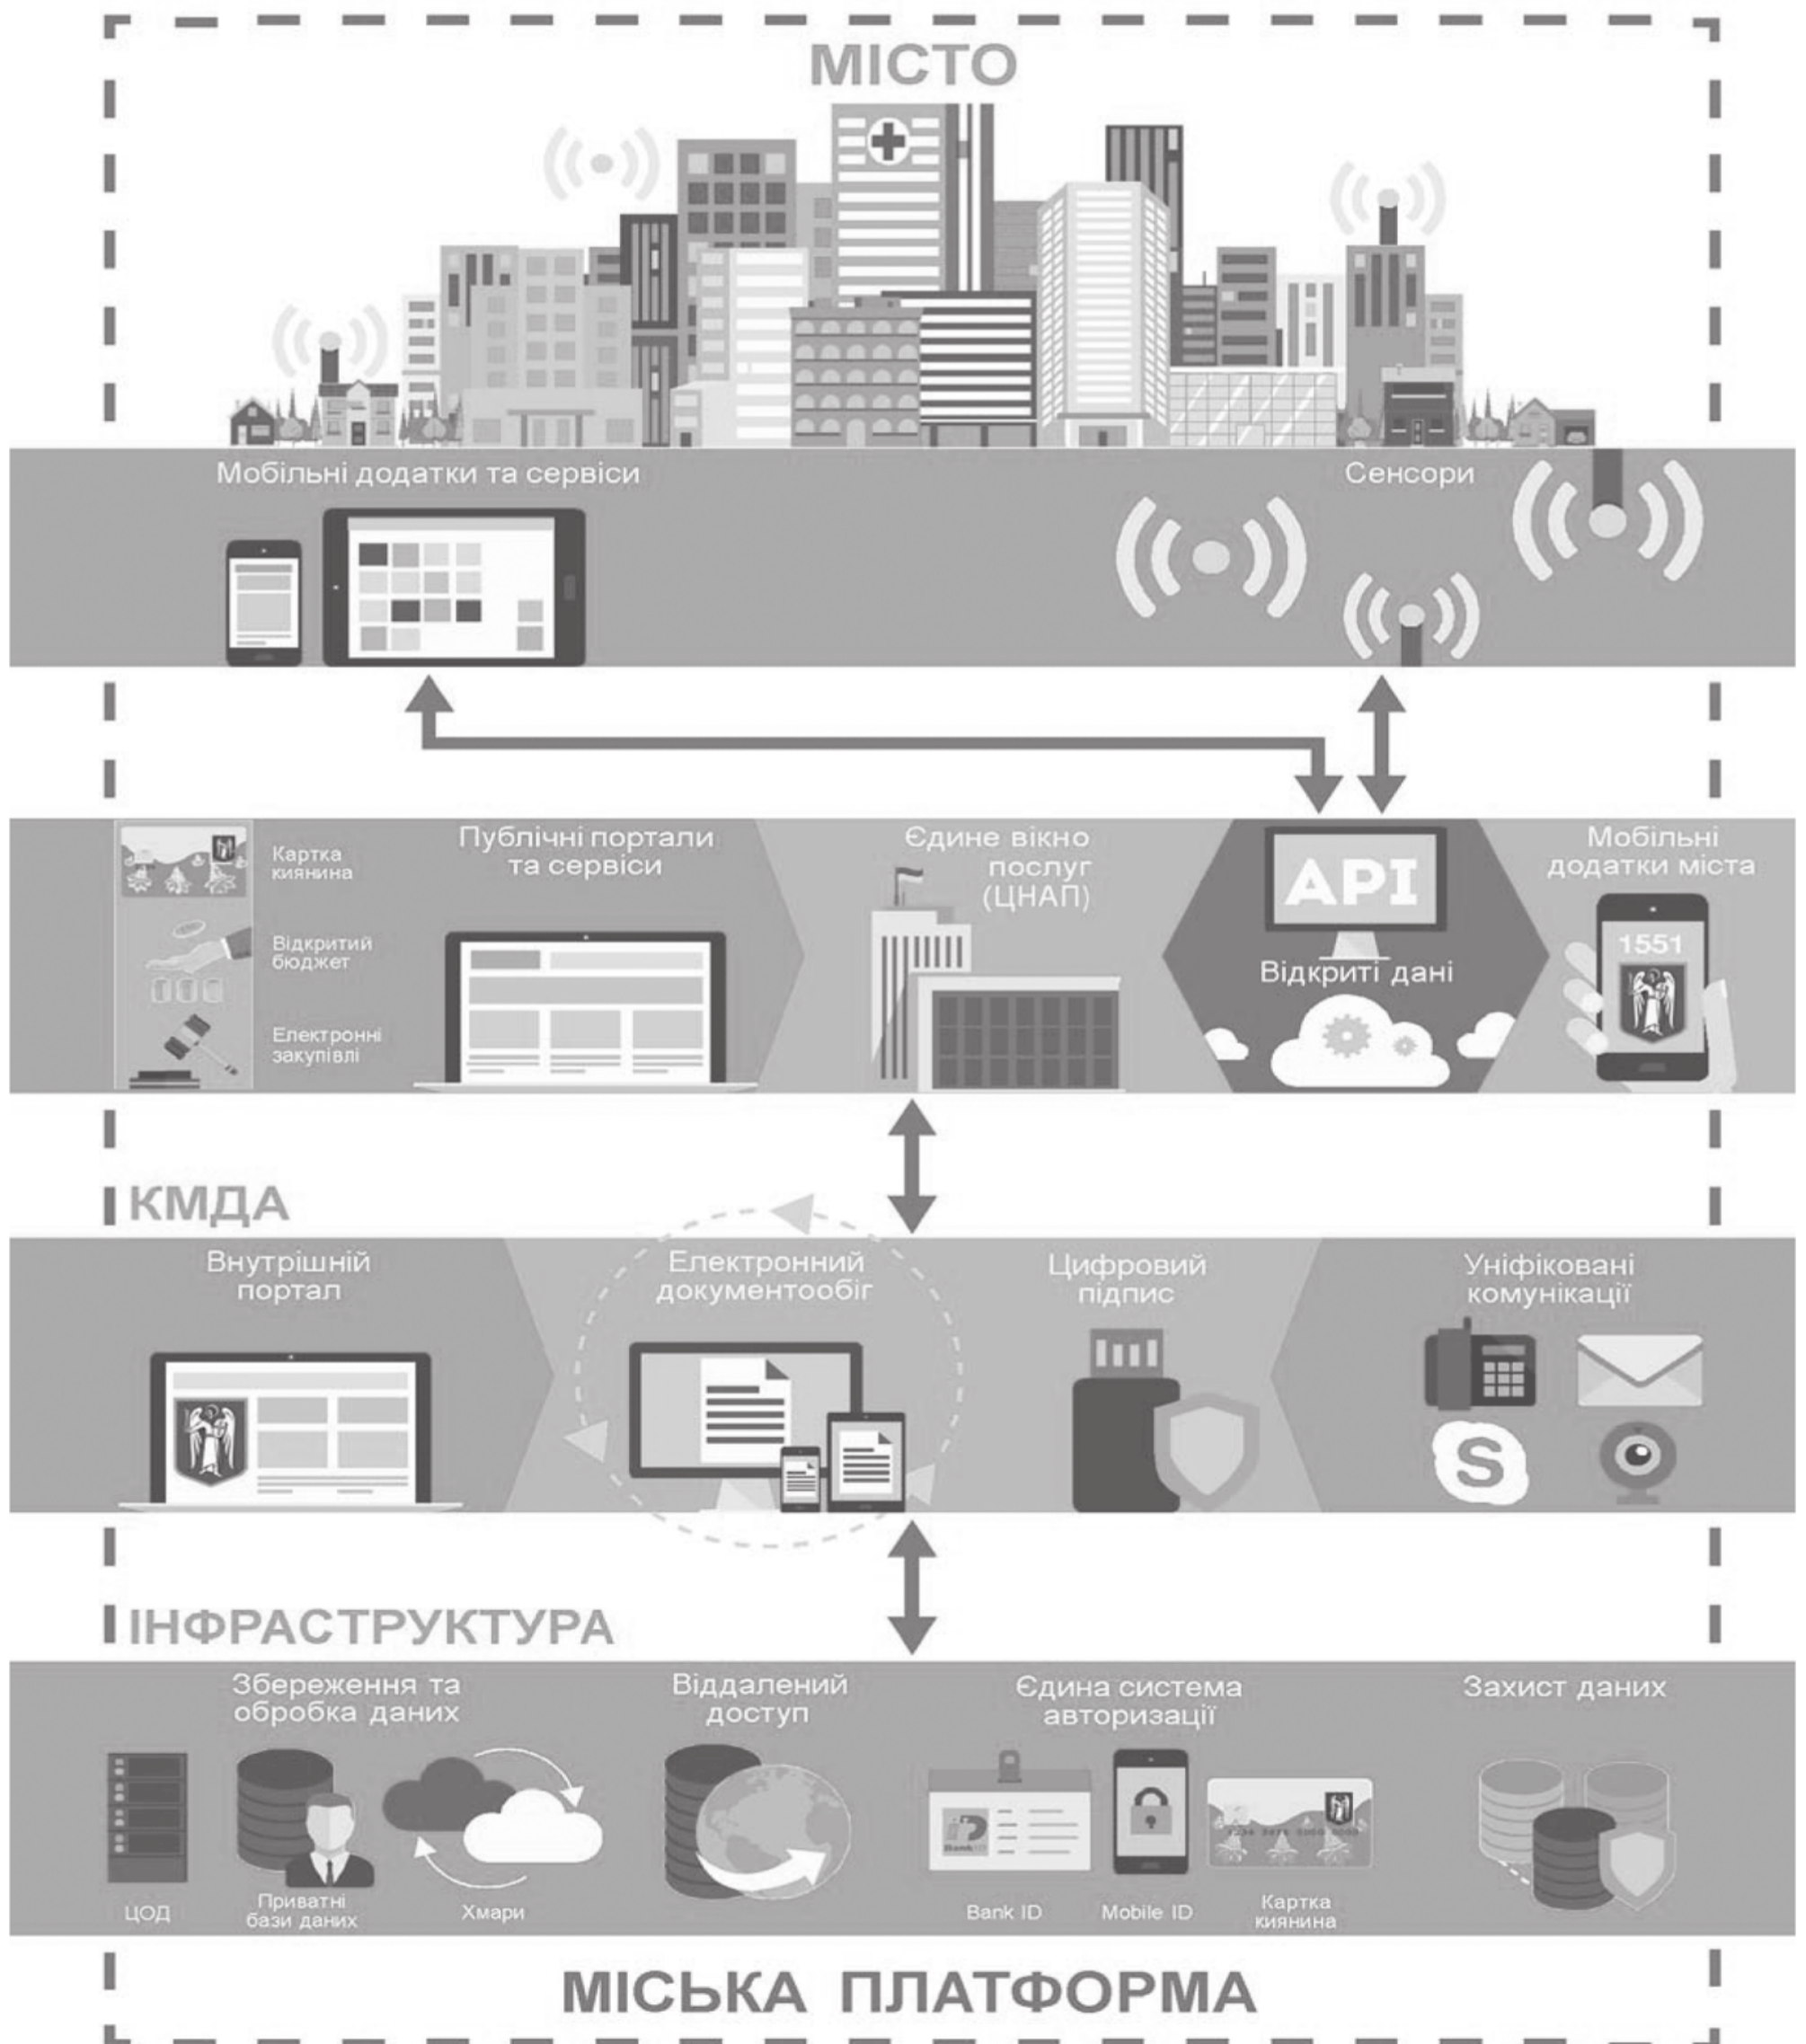 МІСТО
Мобільні додатки та сервіси
Сенсори
Картка
киянина
Відкритий
бюджет
Електронні
закупівлі
Публічні портали
та сервіси
Єдине вікно
послуг
(ЦНАП)
API
Відкриті дані
Мобільні
додатки міста
1551
КМДА
Внутрішній
портал
Електронний
документообіг
Цифровий
підпис
Уніфіковані
комунікації
S
ІНФРАСТРУКТУРА
Збереження та
обробка даних
ЦОД
Приватні
бази даних
Хмари
Віддалений
доступ
Єдина система
авторизації
BankID
Bank ID
Mobile ID
Картка
киянина
Захист даних
МІСЬКА ПЛАТФОРМА